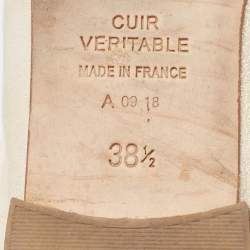 CUIR
VERITABLE
MADE IN FRANCE
A 09 18
38½